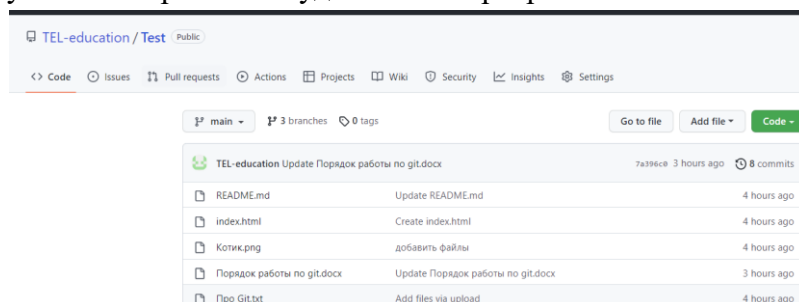 TEL-education / Test Public
<> Code Issues Pull requests Actions Projects Wiki Security Insights Settings
main 3 branches 0 tags Go to file Add file Code
TEL-education Update Порядок работы по git.docx 7a396c0 3 hours ago 8 commits
README.md Update README.md 4 hours ago
index.html Create index.html 4 hours ago
Котик.png добавить файлы 4 hours ago
Порядок работы по git.docx Update Порядок работы по git.docx 3 hours ago
Про Git.txt Add files via upload 4 hours ago